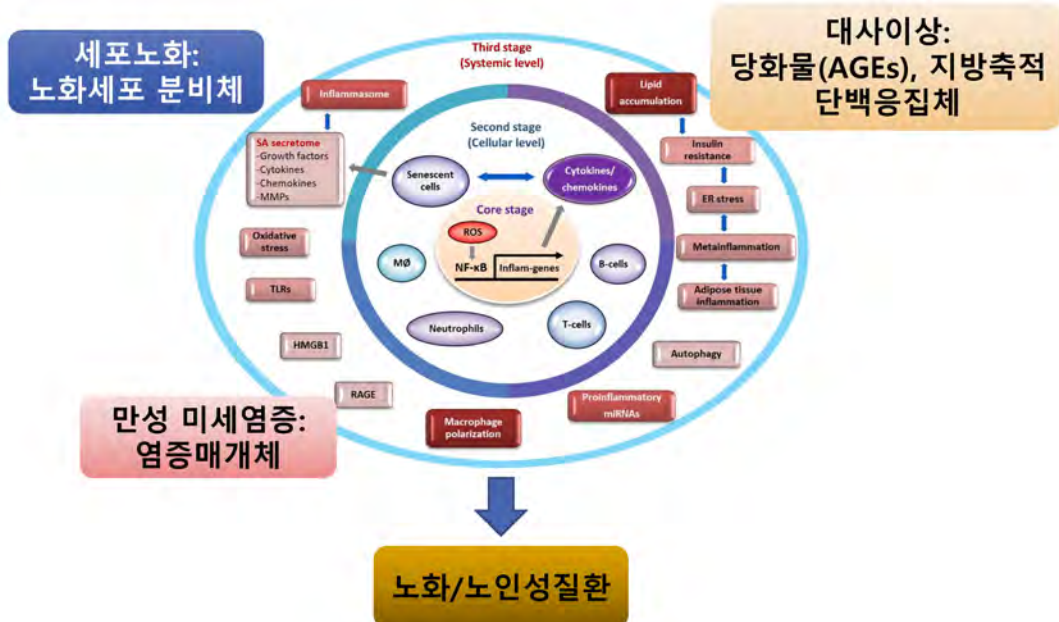 세포노화:
노화세포 분비체
대사이상:
당화물(AGEs), 지방축적
단백응집체
Third stage
(Systemic level)
Inflammasome
Lipid
accumulation
Second stage
(Cellular level)
SA secretome
-Growth factors
-Cytokines
-Chemokines
-MMPs
Senescent
cells
Cytokines/
chemokines
Insulin
resistance
Core stage
ROS
NF-κB
Inflam-genes
ER stress
Oxidative
stress
MØ
B-cells
Metainflammation
TLRs
Adipose tissue
inflammation
Neutrophils
T-cells
HMGB1
Autophagy
RAGE
Proinflammatory
miRNAs
Macrophage
polarization
만성 미세염증:
염증매개체
노화/노인성질환